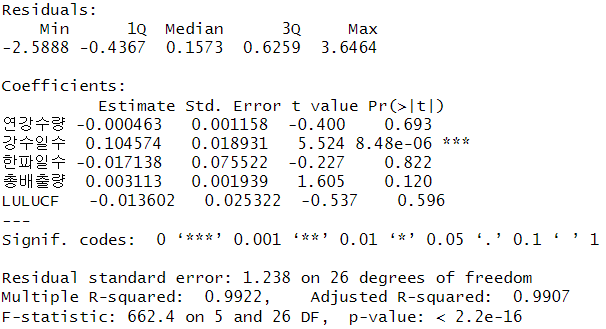 Residuals:
Min 1Q Median 3Q Max
-2.5888 -0.4367 0.1573 0.6259 3.6464
Coefficients:
Estimate Std. Error t value Pr(>|t|)
연강수량 -0.000463 0.001158 -0.400 0.693
강수일수 0.104574 0.018931 5.524 8.48e-06 ***
한파일수 -0.017138 0.075522 -0.227 0.822
총배출량 0.003113 0.001939 1.605 0.120
LULUCF -0.013602 0.025322 -0.537 0.596
---
Signif. codes: 0 ‘***’ 0.001 ‘**’ 0.01 ‘*’ 0.05 ‘.’ 0.1 ‘ ’ 1
Residual standard error: 1.238 on 26 degrees of freedom
Multiple R-squared: 0.9922, Adjusted R-squared: 0.9907
F-statistic: 662.4 on 5 and 26 DF, p-value: < 2.2e-16